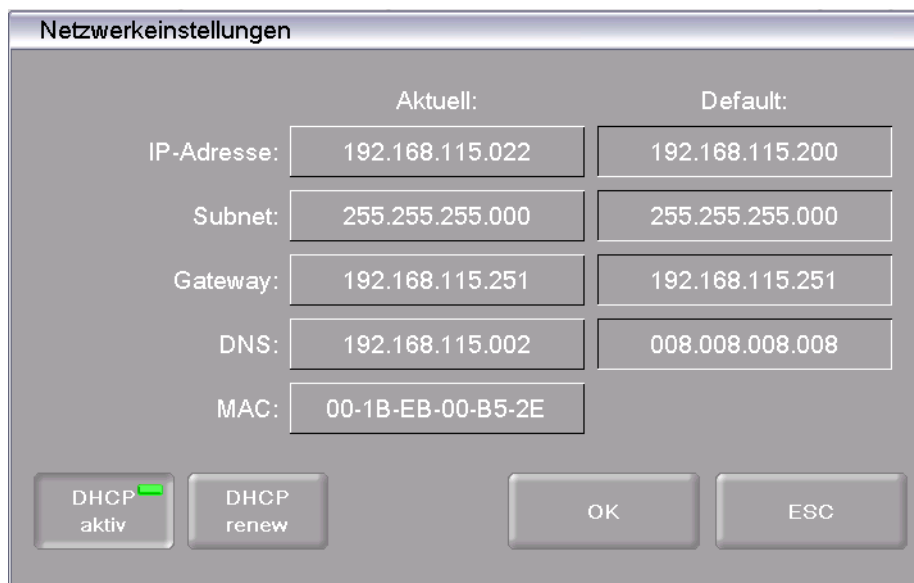 Netzwerkeinstellungen
Aktuell: Default:
IP-Adresse: 192.168.115.022 192.168.115.200
Subnet: 255.255.255.000 255.255.255.000
Gateway: 192.168.115.251 192.168.115.251
DNS: 192.168.115.002 008.008.008.008
MAC: 00-1B-EB-00-B5-2E
DHCP
aktiv
DHCP
renew
OK
ESC